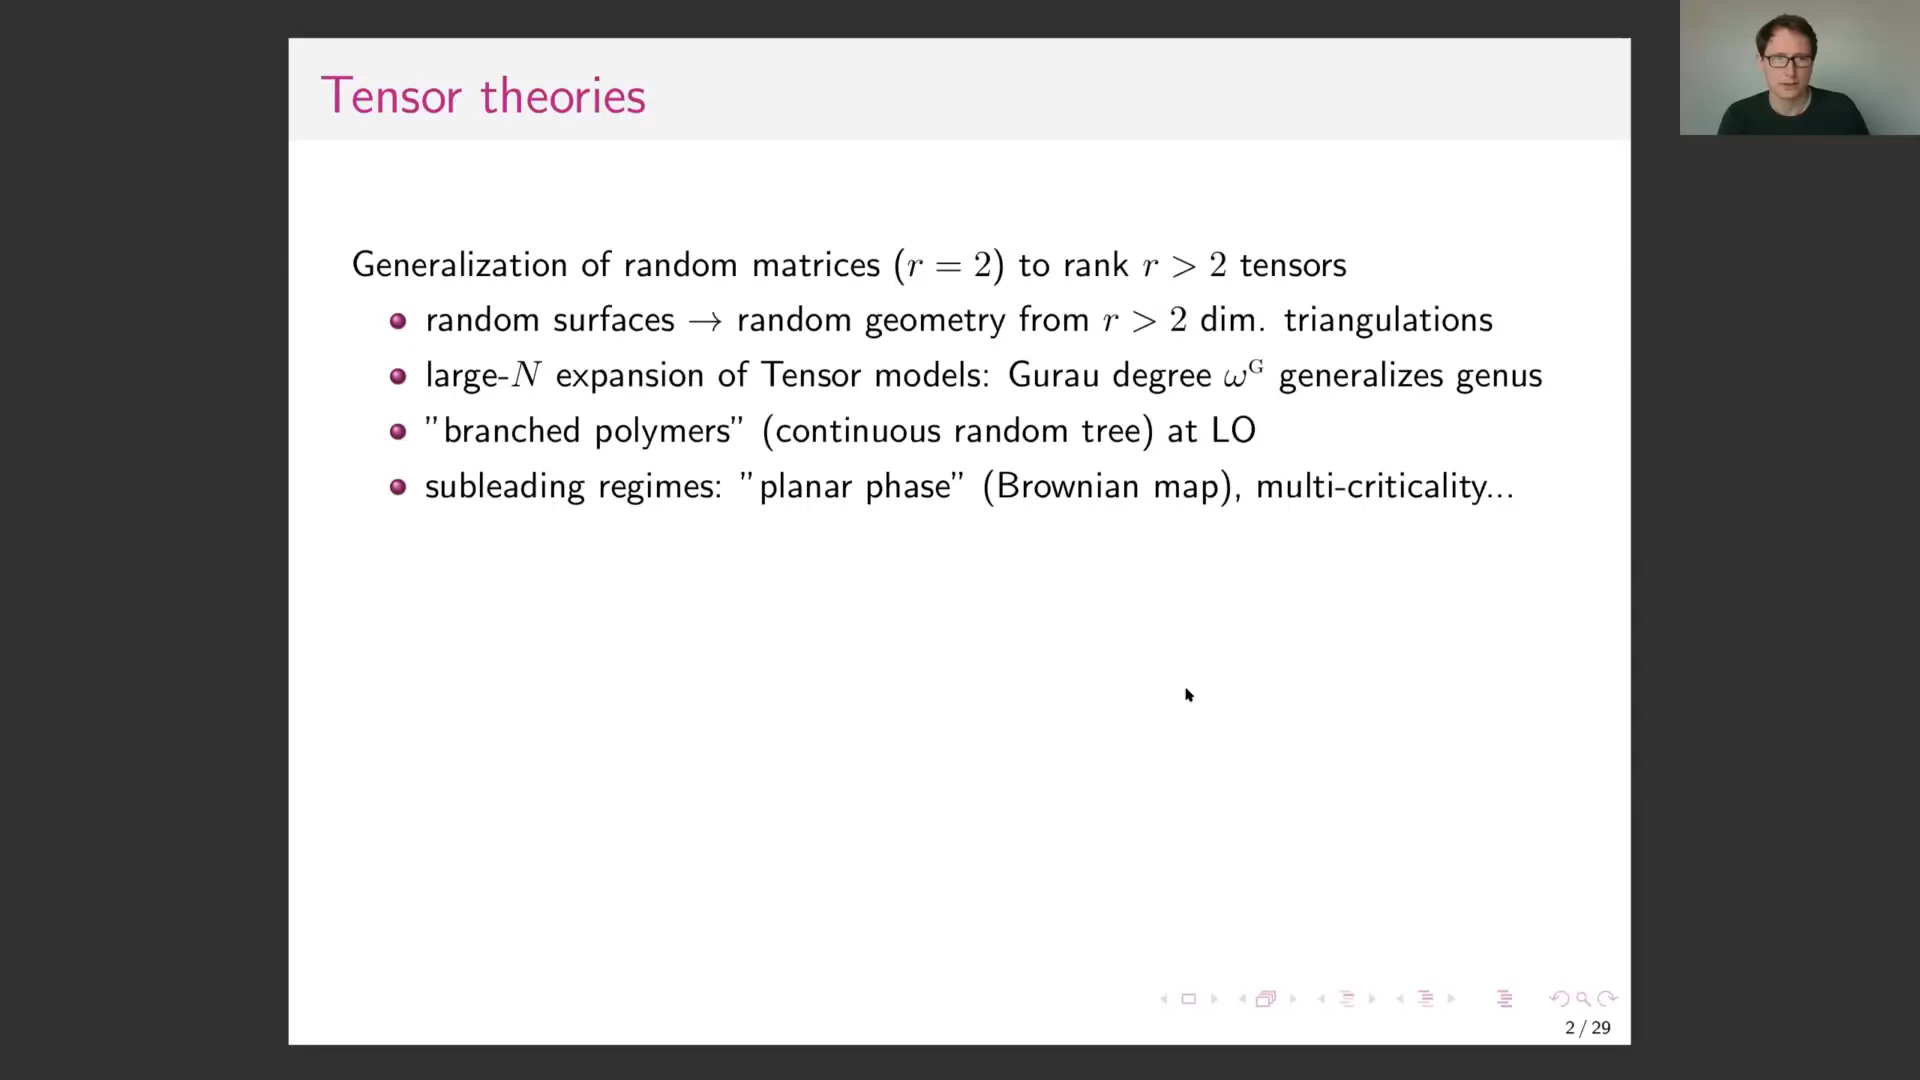 Tensor theories
Generalization of random matrices (r = 2) to rank r > 2 tensors
random surfaces → random geometry from r > 2 dim. triangulations
large-N expansion of Tensor models: Gurau degree ω^G generalizes genus
”branched polymers” (continuous random tree) at LO
subleading regimes: ”planar phase” (Brownian map), multi-criticality...
2 / 29